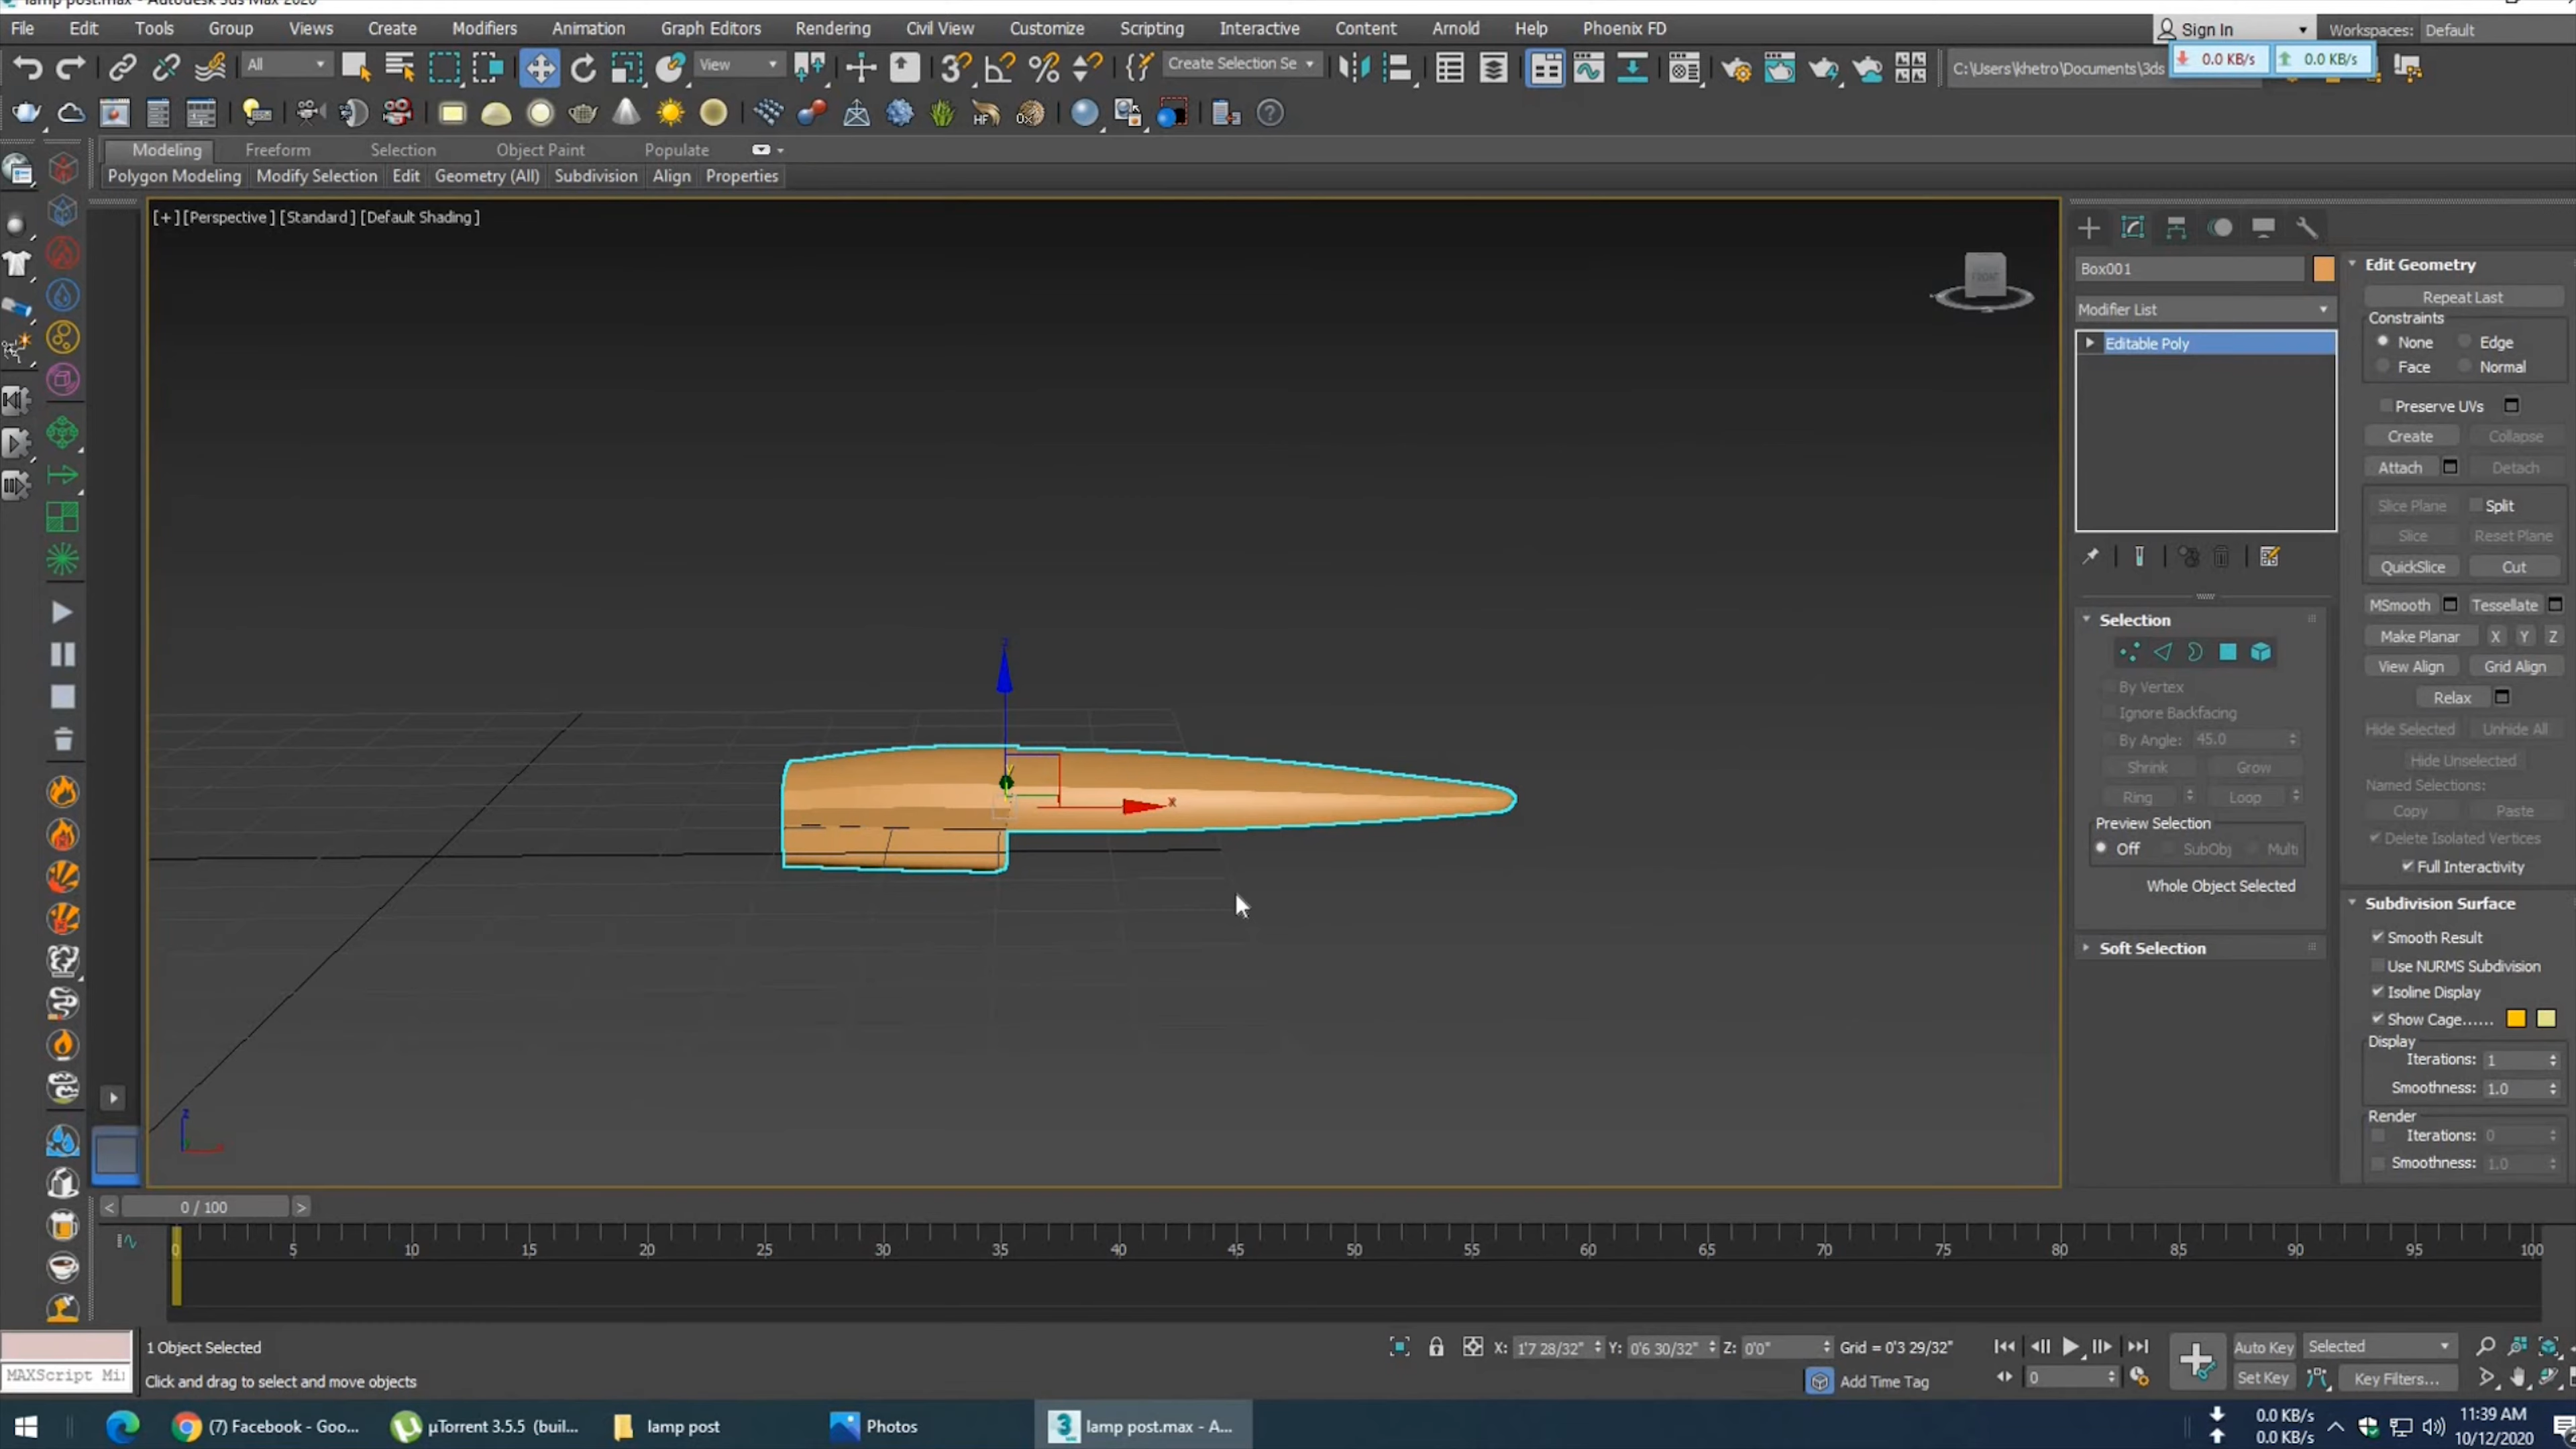 lamp post.max - Autodesk 3ds Max 2020
File Edit Tools Group Views Create Modifiers Animation Graph Editors Rendering Civil View Customize Scripting Interactive Content Arnold Help Phoenix FD Sign In Workspaces: Default
All View Create Selection Se C:\Users\khetro\Documents\3ds 0.0 KB/s 0.0 KB/s
Modeling Freeform Selection Object Paint Populate
Polygon Modeling Modify Selection Edit Geometry (All) Subdivision Align Properties
[+] [Perspective] [Standard] [Default Shading]
FRONT
z
y
x
z
Box001
Modifier List
Editable Poly
Selection
By Vertex
Ignore Backfacing
By Angle: 45.0
Shrink Grow
Ring Loop
Preview Selection
Off SubObj Multi
Whole Object Selected
Soft Selection
Edit Geometry
Repeat Last
Constraints
None Edge
Face Normal
Preserve UVs
Create Collapse
Attach Detach
Slice Plane Split
Slice Reset Plane
QuickSlice Cut
MSmooth Tessellate
Make Planar X Y Z
View Align Grid Align
Relax
Hide Selected Unhide All
Hide Unselected
Named Selections:
Copy Paste
Delete Isolated Vertices
Full Interactivity
Subdivision Surface
Smooth Result
Use NURMS Subdivision
Isoline Display
Show Cage......
Display
Iterations: 1
Smoothness: 1.0
Render
Iterations: 0
Smoothness: 1.0
< 0 / 100 >
0 5 10 15 20 25 30 35 40 45 50 55 60 65 70 75 80 85 90 95 100
1 Object Selected X: 1'7 28/32" Y: 0'6 30/32" Z: 0'0" Grid = 0'3 29/32" Auto Key Selected
MAXScript Mi Click and drag to select and move objects Add Time Tag 0 Set Key Key Filters...
(7) Facebook - Goo... µTorrent 3.5.5 (buil... lamp post Photos lamp post.max - A... 0.0 KB/s 0.0 KB/s 11:39 AM 10/12/2020